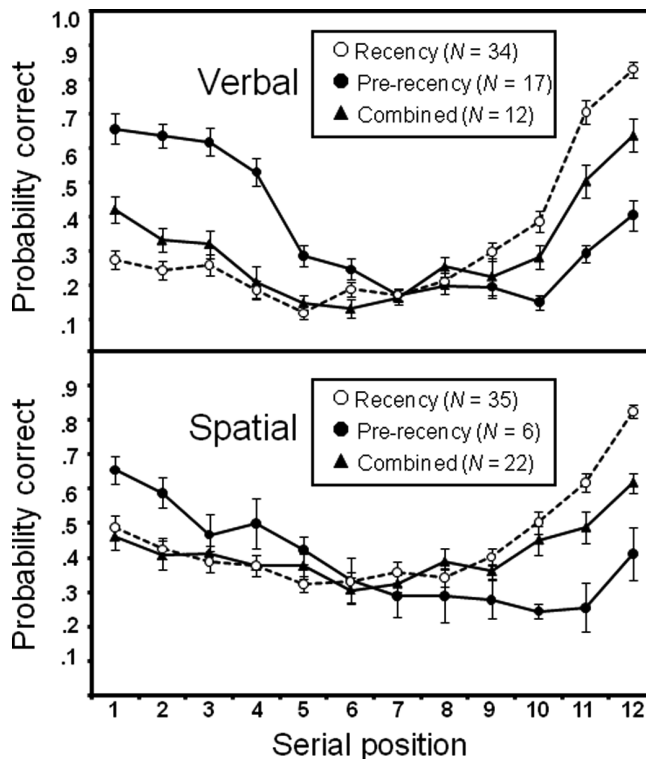 1.0
.9
.8
.7
.6
.5
.4
.3
.2
.1
Probability correct
Verbal
Recency (N = 34)
Pre-recency (N = 17)
Combined (N = 12)
.9
.8
.7
.6
.5
.4
.3
.2
.1
Probability correct
Spatial
Recency (N = 35)
Pre-recency (N = 6)
Combined (N = 22)
1 2 3 4 5 6 7 8 9 10 11 12
Serial position